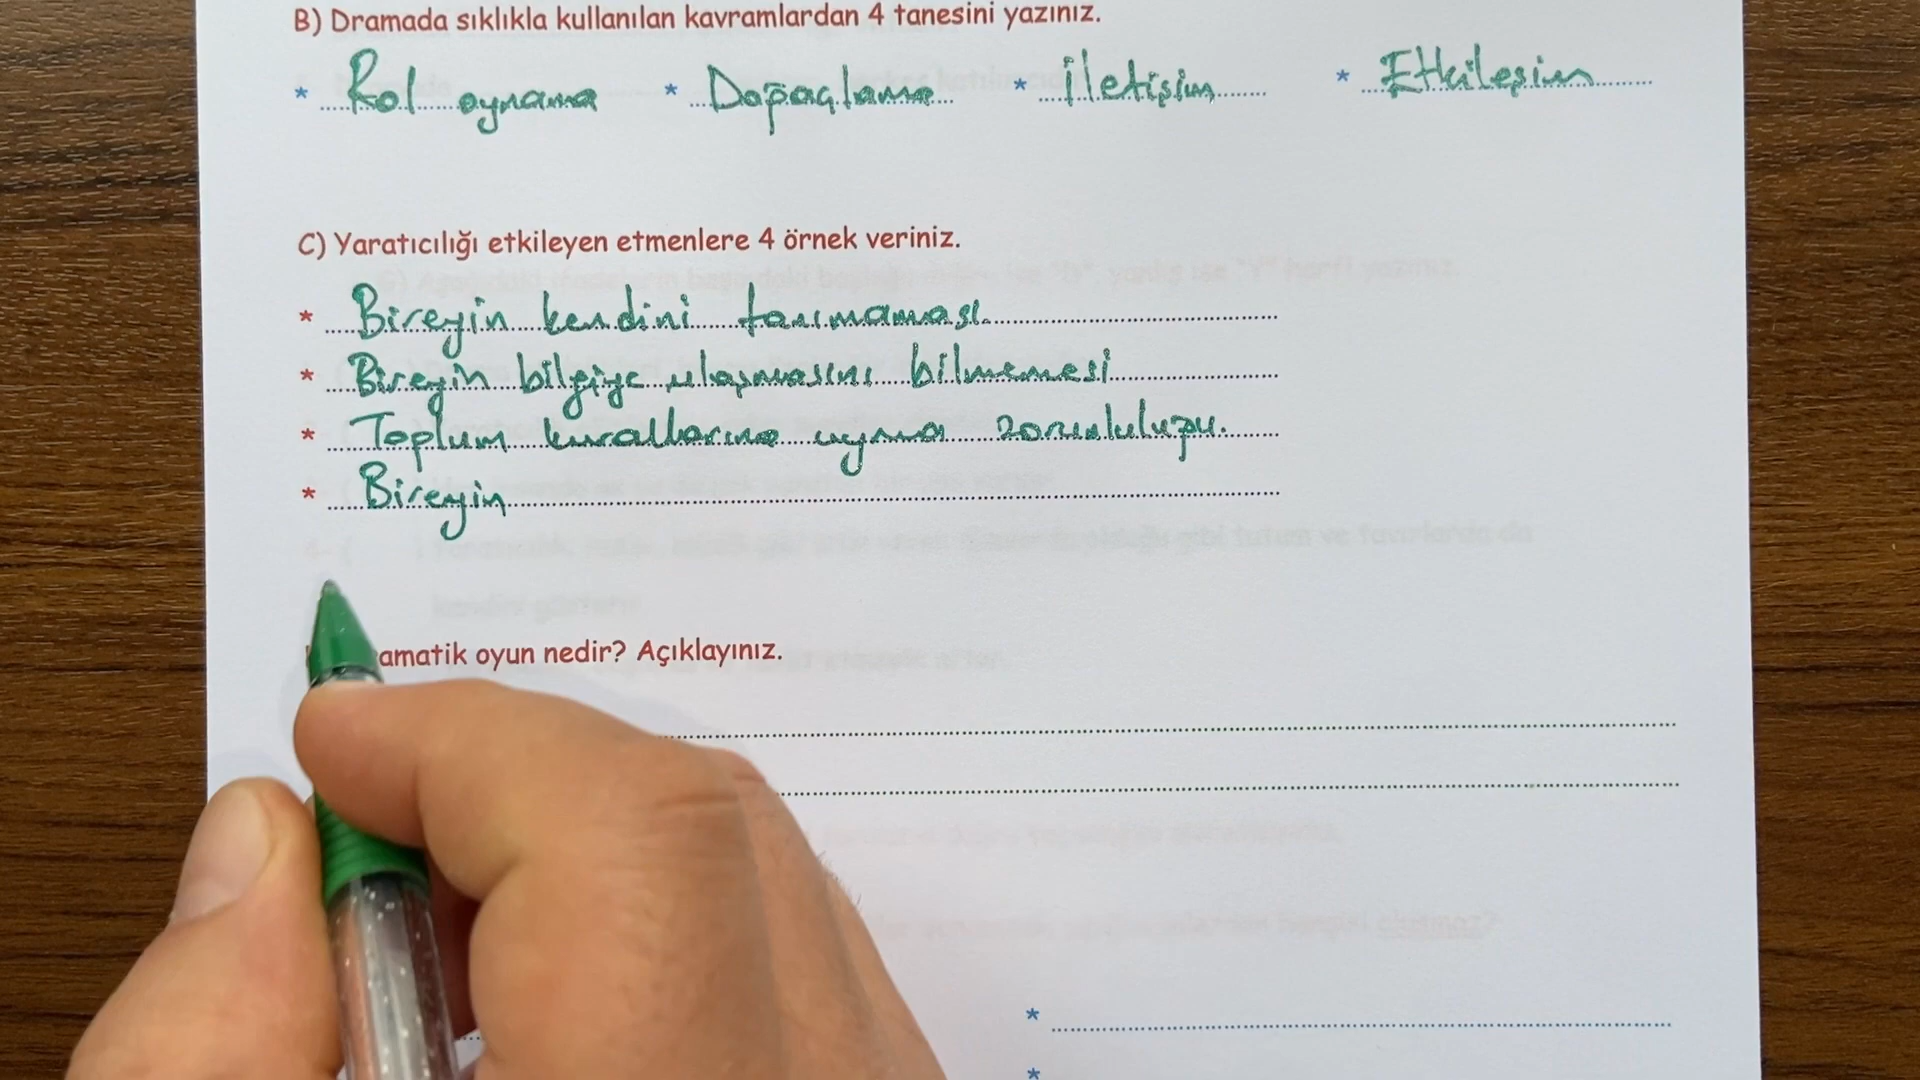 B) Dramada sıklıkla kullanılan kavramlardan 4 tanesini yazınız.
* Rol oynama * Doğaçlama * İletişim * Etkileşim
C) Yaratıcılığı etkileyen etmenlere 4 örnek veriniz.
* Bireyin kendini tanımaması.
* Bireyin bilgiye ulaşmasını bilmemesi
* Toplum kurallarına uyma zorunluluğu.
* Bireyin
amatik oyun nedir? Açıklayınız.
*
*